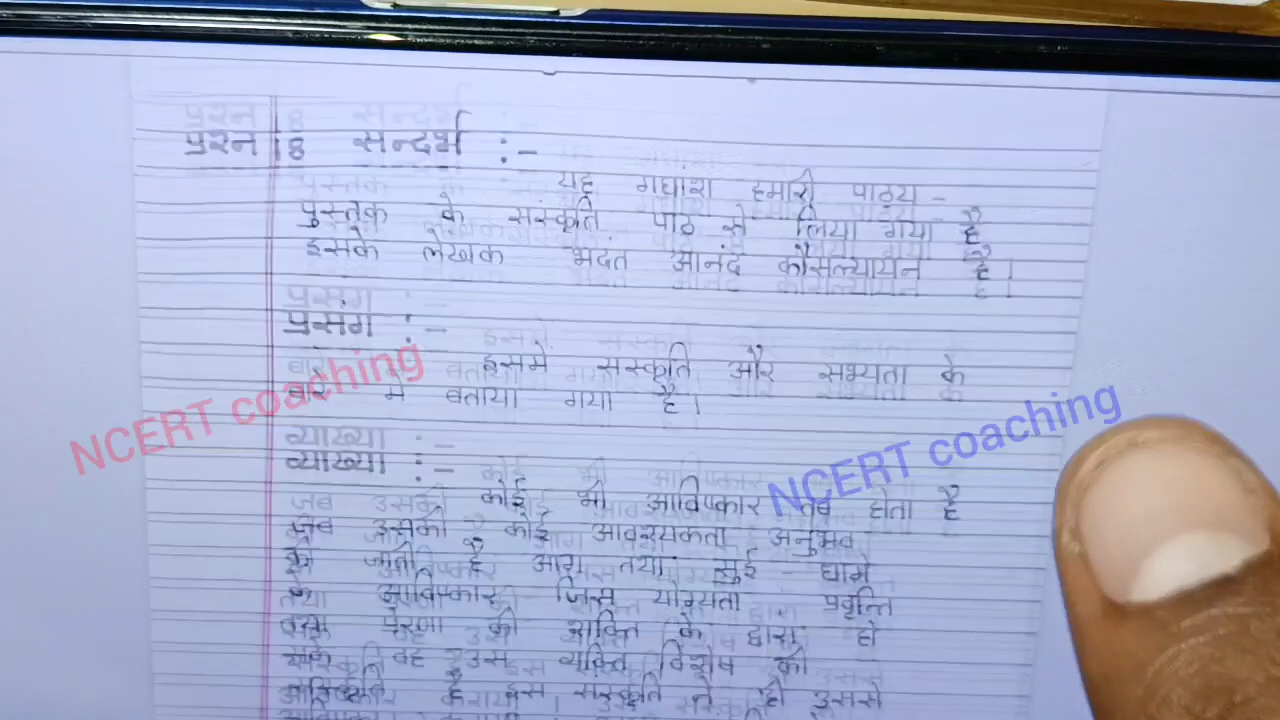 प्रश्न 8 सन्दर्भ :-
यह गघांश हमारी पाठ्य -
पुस्तक के संस्कृति पाठ से लिया गया है
इसके लेखक भदंत आनंद कौसल्यायन है।
प्रसंग :-
इसमे संस्कृति और सभ्यता के
बारे मे बताया गया है।
NCERT coaching
NCERT coaching
व्याख्या :-
कोई भी आविष्कार तब होता है
जब उसकी कोई आवश्यकता अनुभव
की जाती है आग तथा सुई - धागे
आविष्कार जिस योग्यता प्रवृत्ति
प्रेरणा की शक्ति के द्वारा हो
वह उस व्यक्ति विशेष की
है इस संस्कृति ने ही उससे